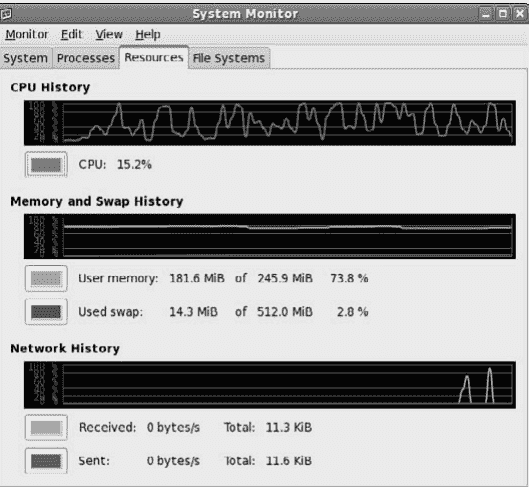 System Monitor
Monitor Edit View Help
System Processes Resources File Systems
CPU History
CPU: 15.2%
Memory and Swap History
User memory: 181.6 MiB of 245.9 MiB 73.8 %
Used swap: 14.3 MiB of 512.0 MiB 2.8 %
Network History
Received: 0 bytes/s Total: 11.3 KiB
Sent: 0 bytes/s Total: 11.6 KiB